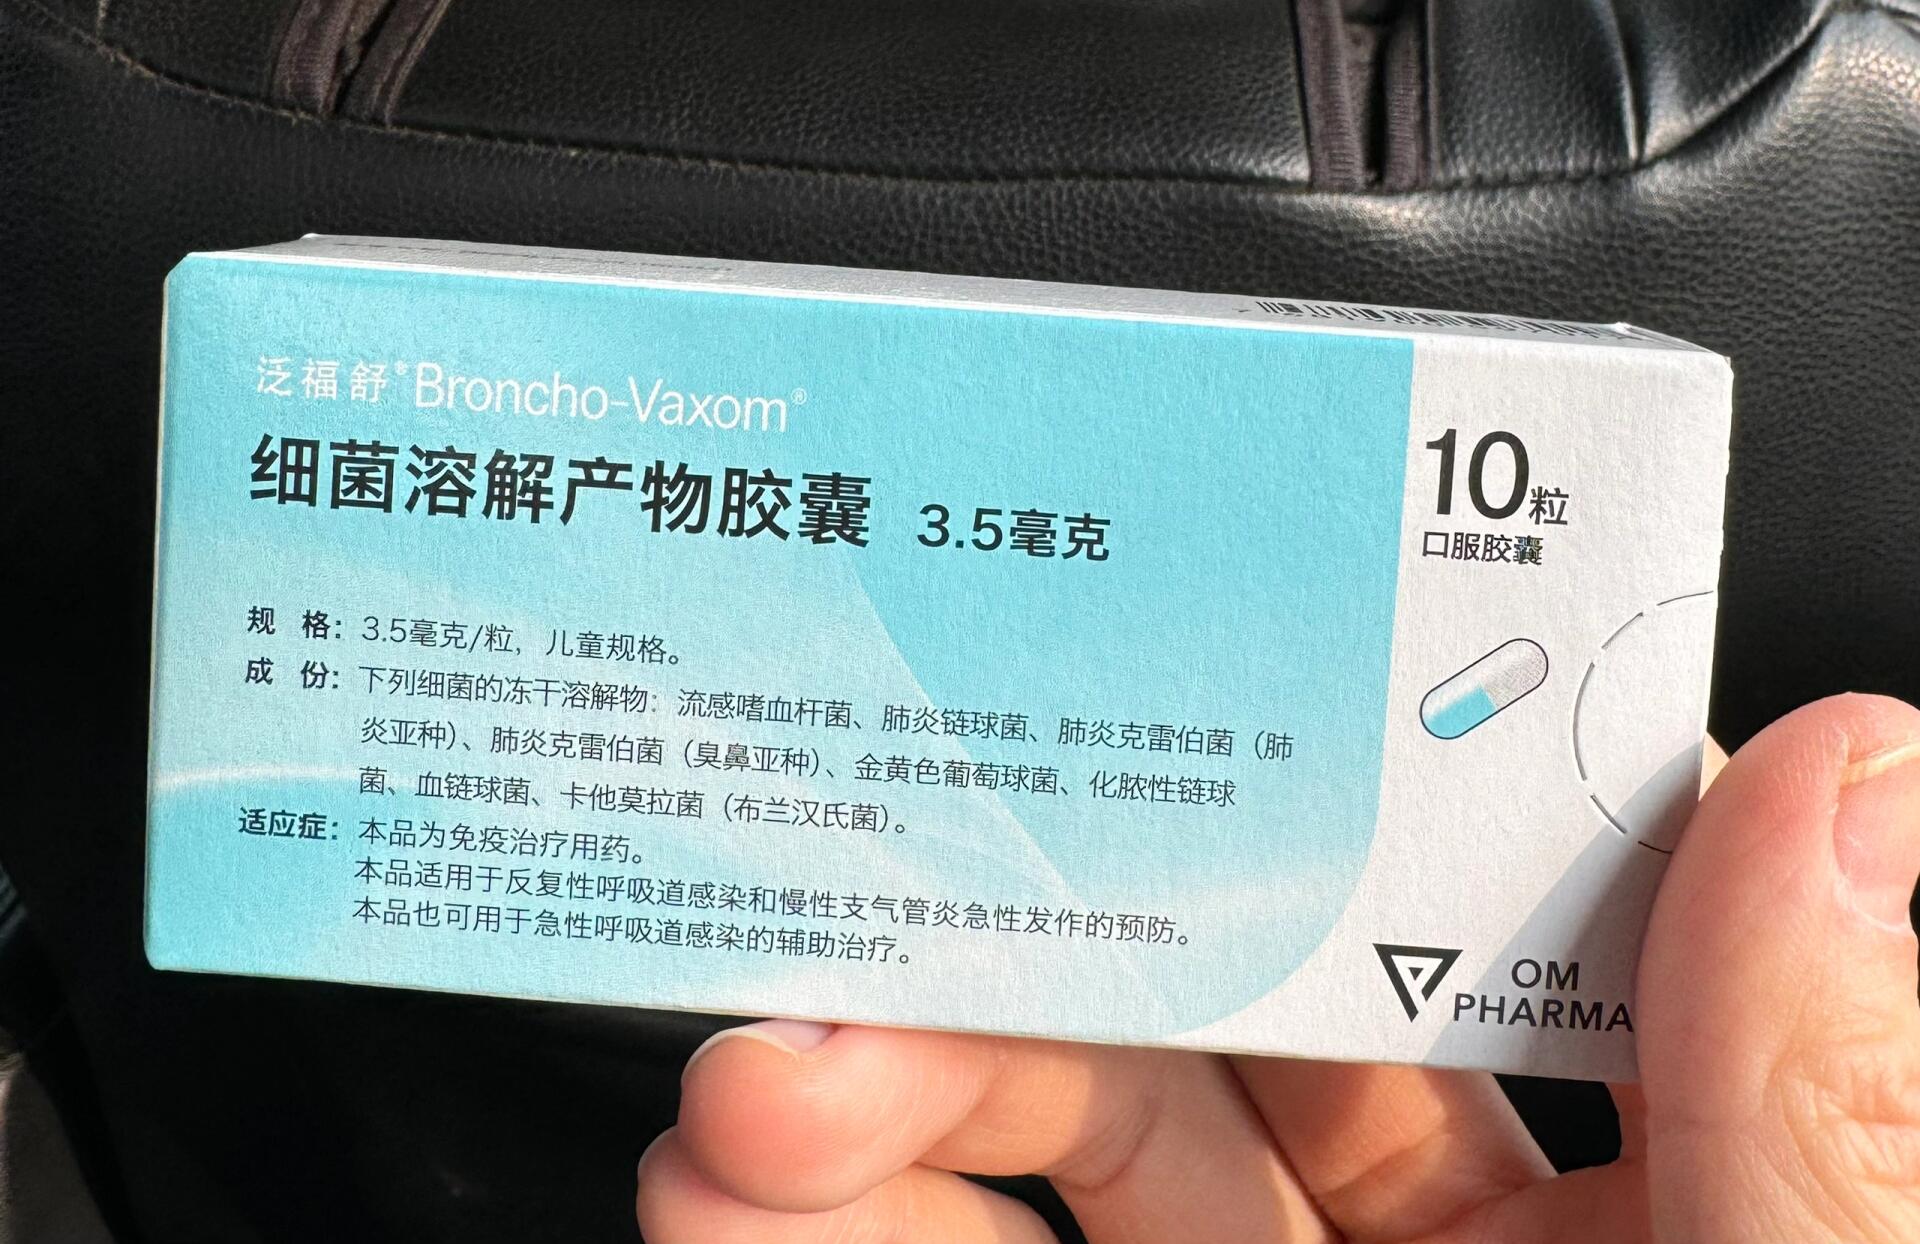 泛福舒® Broncho-Vaxom®
细菌溶解产物胶囊 3.5毫克
规 格：3.5毫克/粒，儿童规格。
成 份：下列细菌的冻干溶解物：流感嗜血杆菌、肺炎链球菌、肺炎克雷伯菌（肺
炎亚种）、肺炎克雷伯菌（臭鼻亚种）、金黄色葡萄球菌、化脓性链球
菌、血链球菌、卡他莫拉菌（布兰汉氏菌）。
适应症：本品为免疫治疗用药。
本品适用于反复性呼吸道感染和慢性支气管炎急性发作的预防。
本品也可用于急性呼吸道感染的辅助治疗。
10粒
口服胶囊
OM
PHARMA